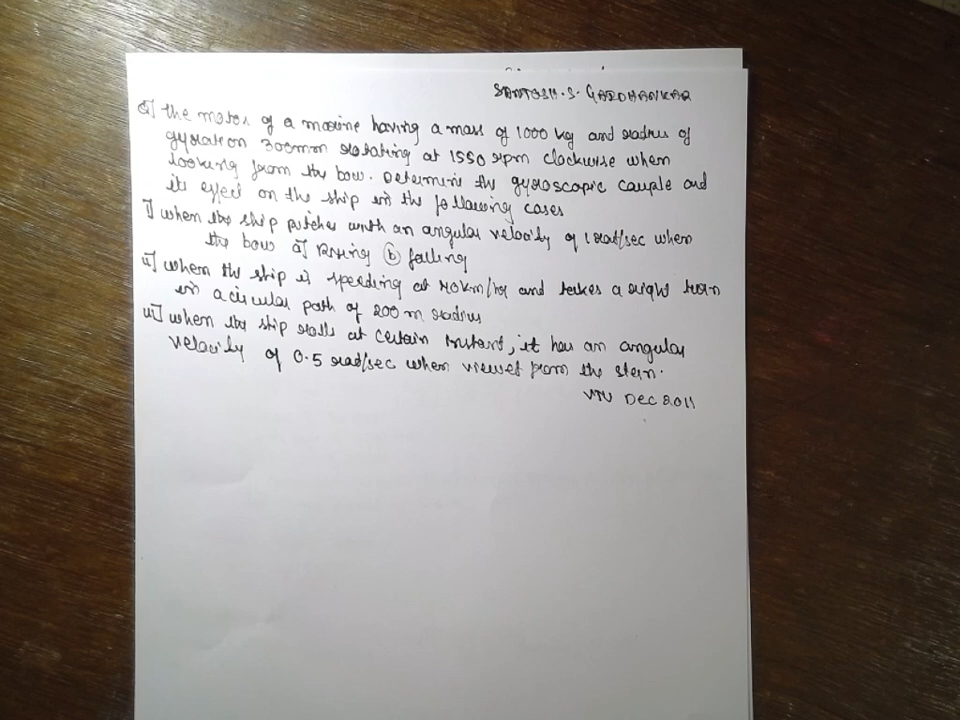 SANTOSH.S. GARDHANKAR
Q] The motor of a marine having a mass of 1000 kg and radius of
gyration 300mm rotating at 1550 rpm clockwise when
looking from the bow. Determine the gyroscopic couple and
its effect on the ship in the following cases
i] when the ship pitches with an angular velocity of 1 rad/sec when
the bow a] Rising b falling
ii] when the ship is speeding at km/hr and takes a right turn
in a circular path of 200 m radius
iii] when the ship rolls at certain instant, it has an angular
velocity of 0.5 rad/sec when viewed from the stern.
VTU Dec 2011